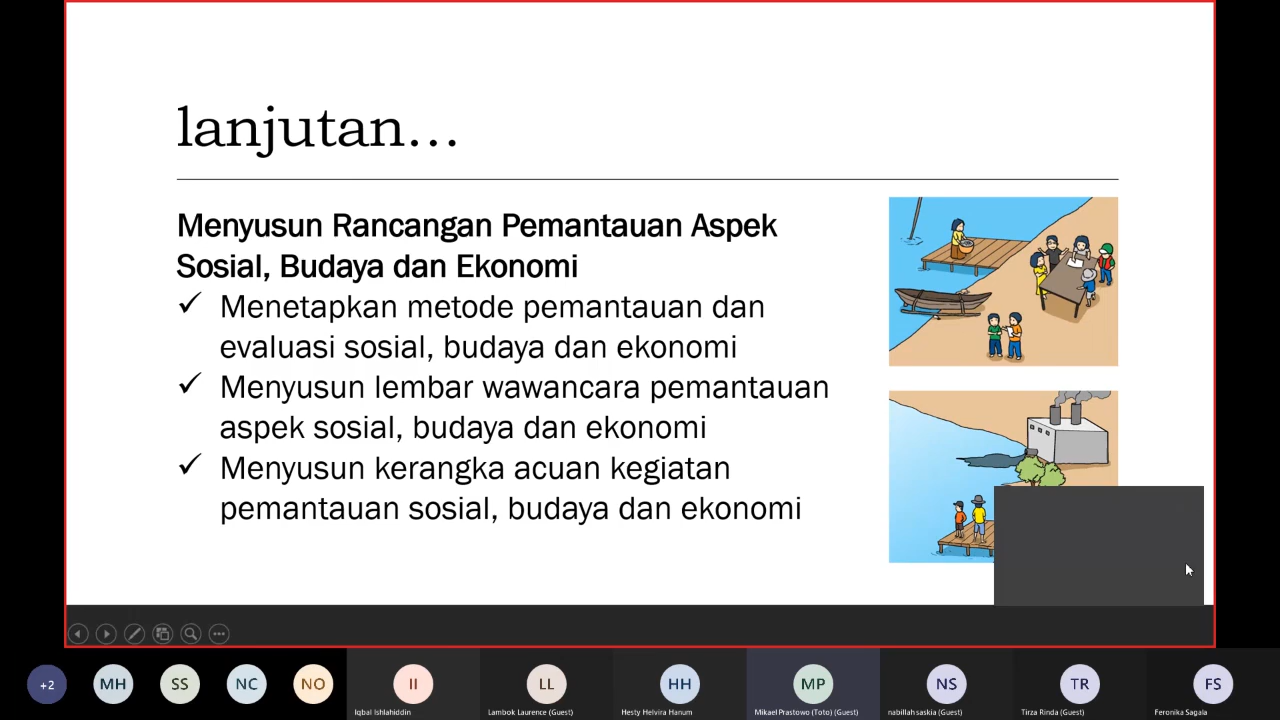 lanjutan...
Menyusun Rancangan Pemantauan Aspek
Sosial, Budaya dan Ekonomi
✓ Menetapkan metode pemantauan dan
evaluasi sosial, budaya dan ekonomi
✓ Menyusun lembar wawancara pemantauan
aspek sosial, budaya dan ekonomi
✓ Menyusun kerangka acuan kegiatan
pemantauan sosial, budaya dan ekonomi
+2
MH
SS
NC
NO
II
LL
HH
MP
NS
TR
FS
Iqbal Ishlahiddin
Lambok Laurence (Guest)
Hesty Helvira Hanum
Mikael Prastowo (Toto) (Guest)
nabillah saskia (Guest)
Tirza Rinda (Guest)
Feronika Sagala